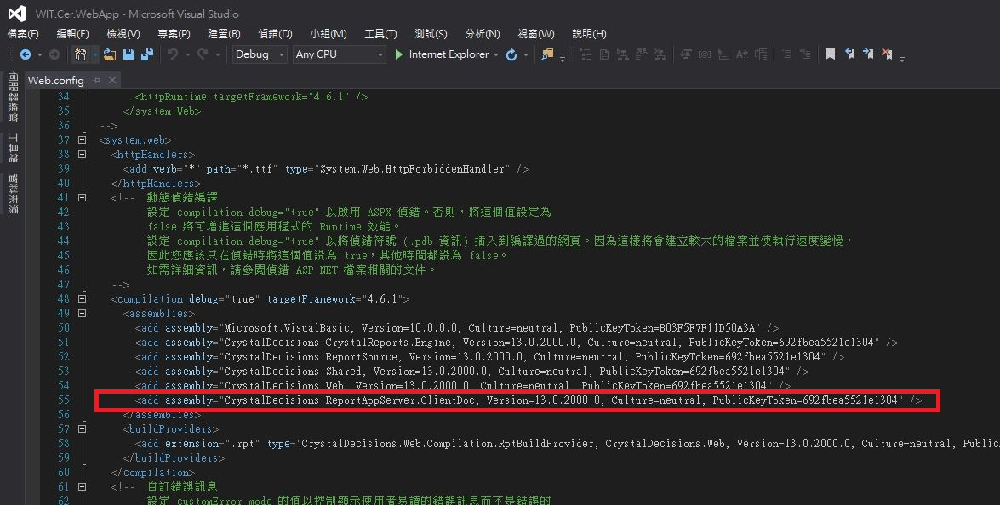 WIT.Cer.WebApp - Microsoft Visual Studio
檔案(F) 編輯(E) 檢視(V) 專案(P) 建置(B) 偵錯(D) 小組(M) 工具(T) 測試(S) 分析(N) 視窗(W) 說明(H)
Debug Any CPU Internet Explorer
伺服器總管
工具箱
資料來源
Web.config
34 <httpRuntime targetFramework="4.6.1" />
35 </system.Web>
36 -->
37 <system.web>
38 <httpHandlers>
39 <add verb="*" path="*.ttf" type="System.Web.HttpForbiddenHandler" />
40 </httpHandlers>
41 <!-- 動態偵錯編譯
42 設定 compilation debug="true" 以啟用 ASPX 偵錯。否則，將這個值設定為
43 false 將可增進這個應用程式的 Runtime 效能。
44 設定 compilation debug="true" 以將偵錯符號 (.pdb 資訊) 插入到編譯過的網頁。因為這樣將會建立較大的檔案並使執行速度變慢，
45 因此您應該只在偵錯時將這個值設為 true，其他時間都設為 false。
46 如需詳細資訊，請參閱偵錯 ASP.NET 檔案相關的文件。
47 -->
48 <compilation debug="true" targetFramework="4.6.1">
49 <assemblies>
50 <add assembly="Microsoft.VisualBasic, Version=10.0.0.0, Culture=neutral, PublicKeyToken=B03F5F7F11D50A3A" />
51 <add assembly="CrystalDecisions.CrystalReports.Engine, Version=13.0.2000.0, Culture=neutral, PublicKeyToken=692fbea5521e1304" />
52 <add assembly="CrystalDecisions.ReportSource, Version=13.0.2000.0, Culture=neutral, PublicKeyToken=692fbea5521e1304" />
53 <add assembly="CrystalDecisions.Shared, Version=13.0.2000.0, Culture=neutral, PublicKeyToken=692fbea5521e1304" />
54 <add assembly="CrystalDecisions.Web, Version=13.0.2000.0, Culture=neutral, PublicKeyToken=692fbea5521e1304" />
55 <add assembly="CrystalDecisions.ReportAppServer.ClientDoc, Version=13.0.2000.0, Culture=neutral, PublicKeyToken=692fbea5521e1304" />
56 </assemblies>
57 <buildProviders>
58 <add extension=".rpt" type="CrystalDecisions.Web.Compilation.RptBuildProvider, CrystalDecisions.Web, Version=13.0.2000.0, Culture=neutral, Public
59 </buildProviders>
60 </compilation>
61 <!-- 自訂錯誤訊息
62 設定 customError mode 的值以控制顯示使用者易讀的錯誤訊息而不是錯誤的